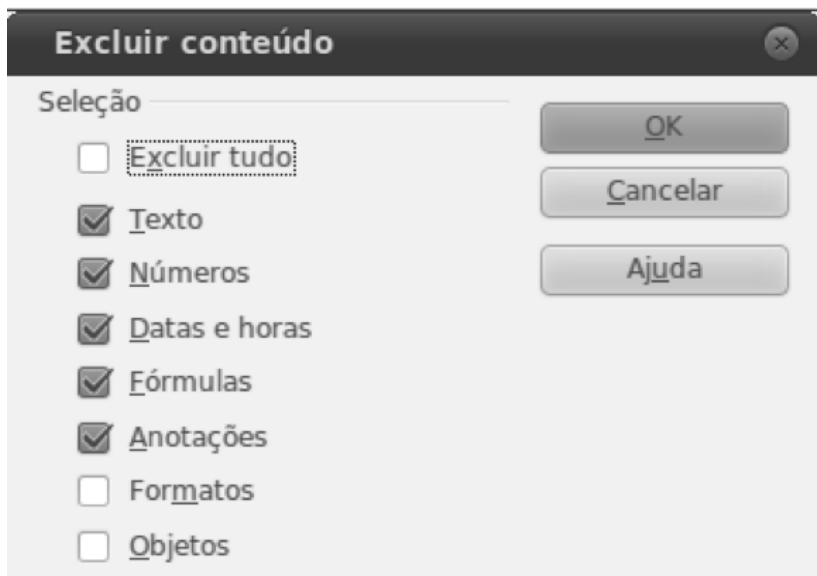 Excluir conteúdo
Seleção
Excluir tudo
Texto
Números
Datas e horas
Fórmulas
Anotações
Formatos
Objetos
OK
Cancelar
Ajuda